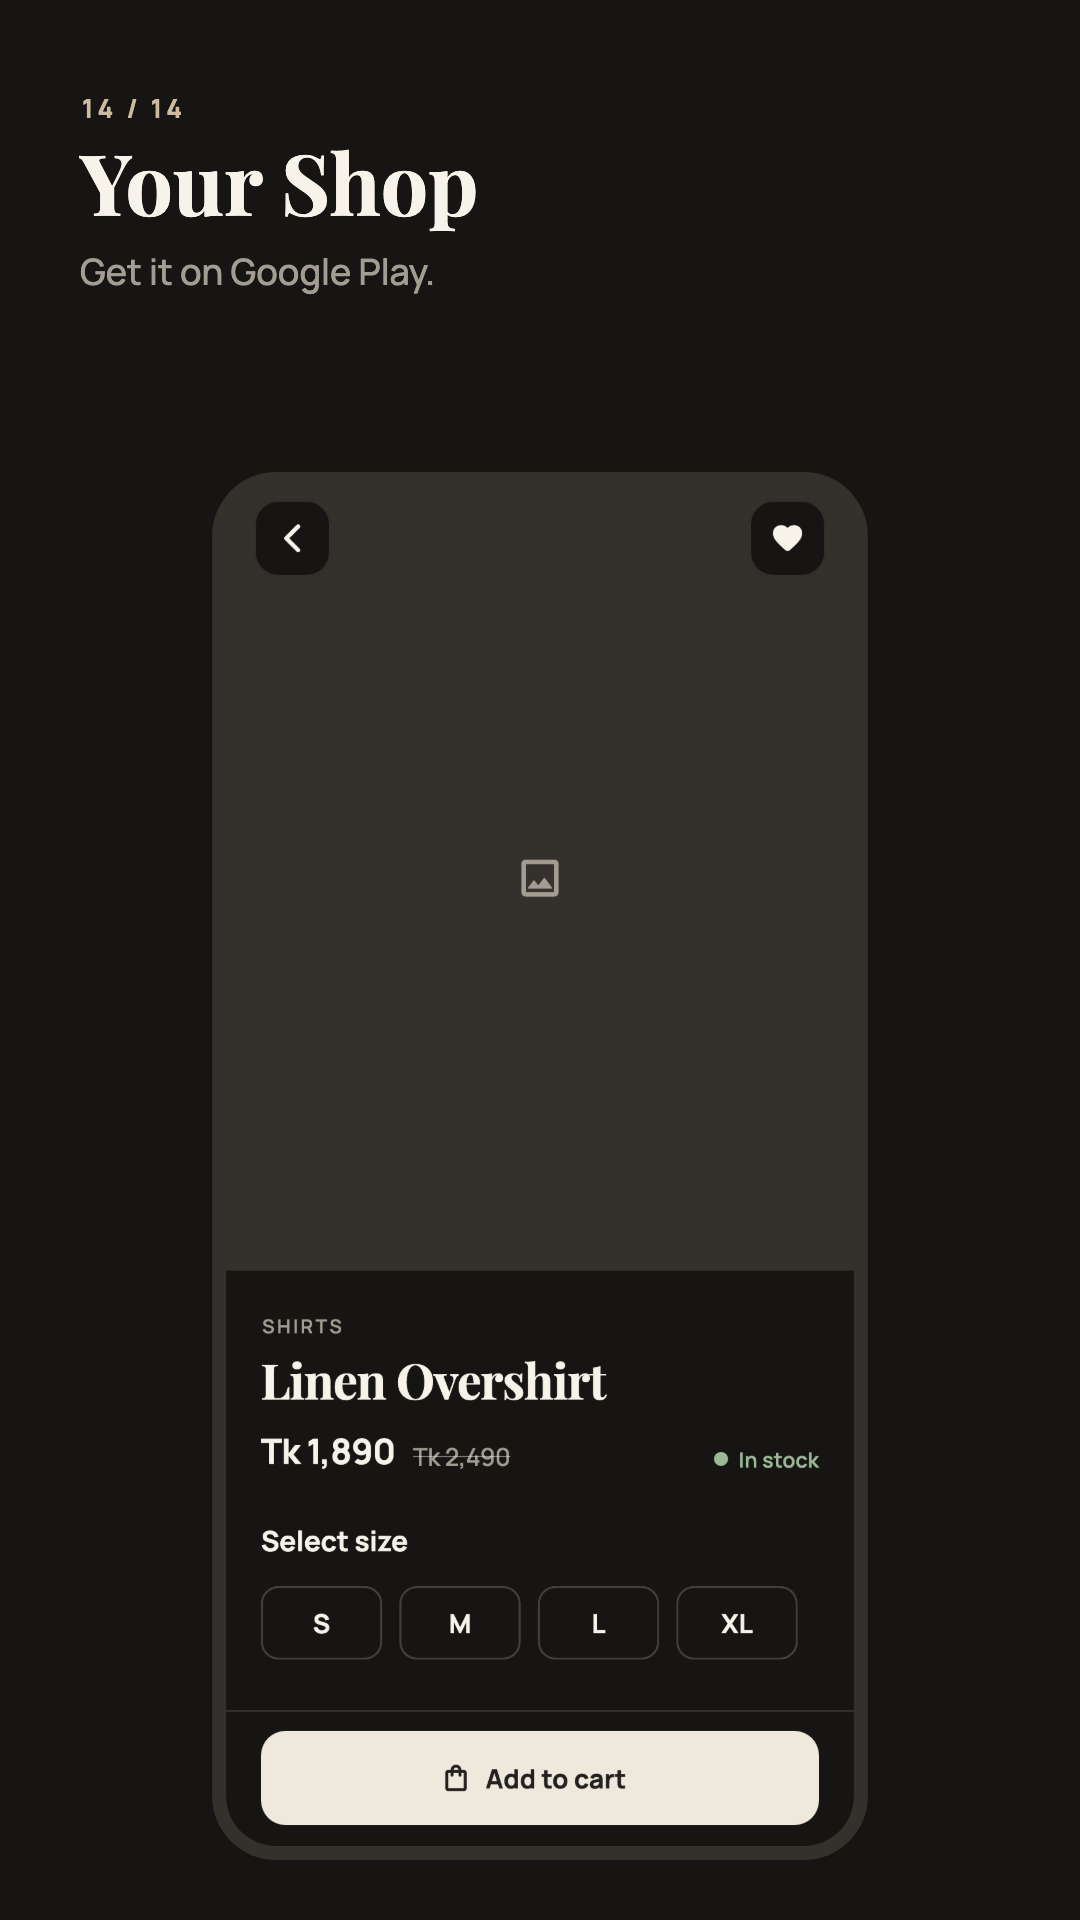 14 / 14
Your Shop
Get it on Google Play.
SHIRTS
Linen Overshirt
Tk 1,890 Tk 2,490 In stock
Select size
S M L XL
Add to cart